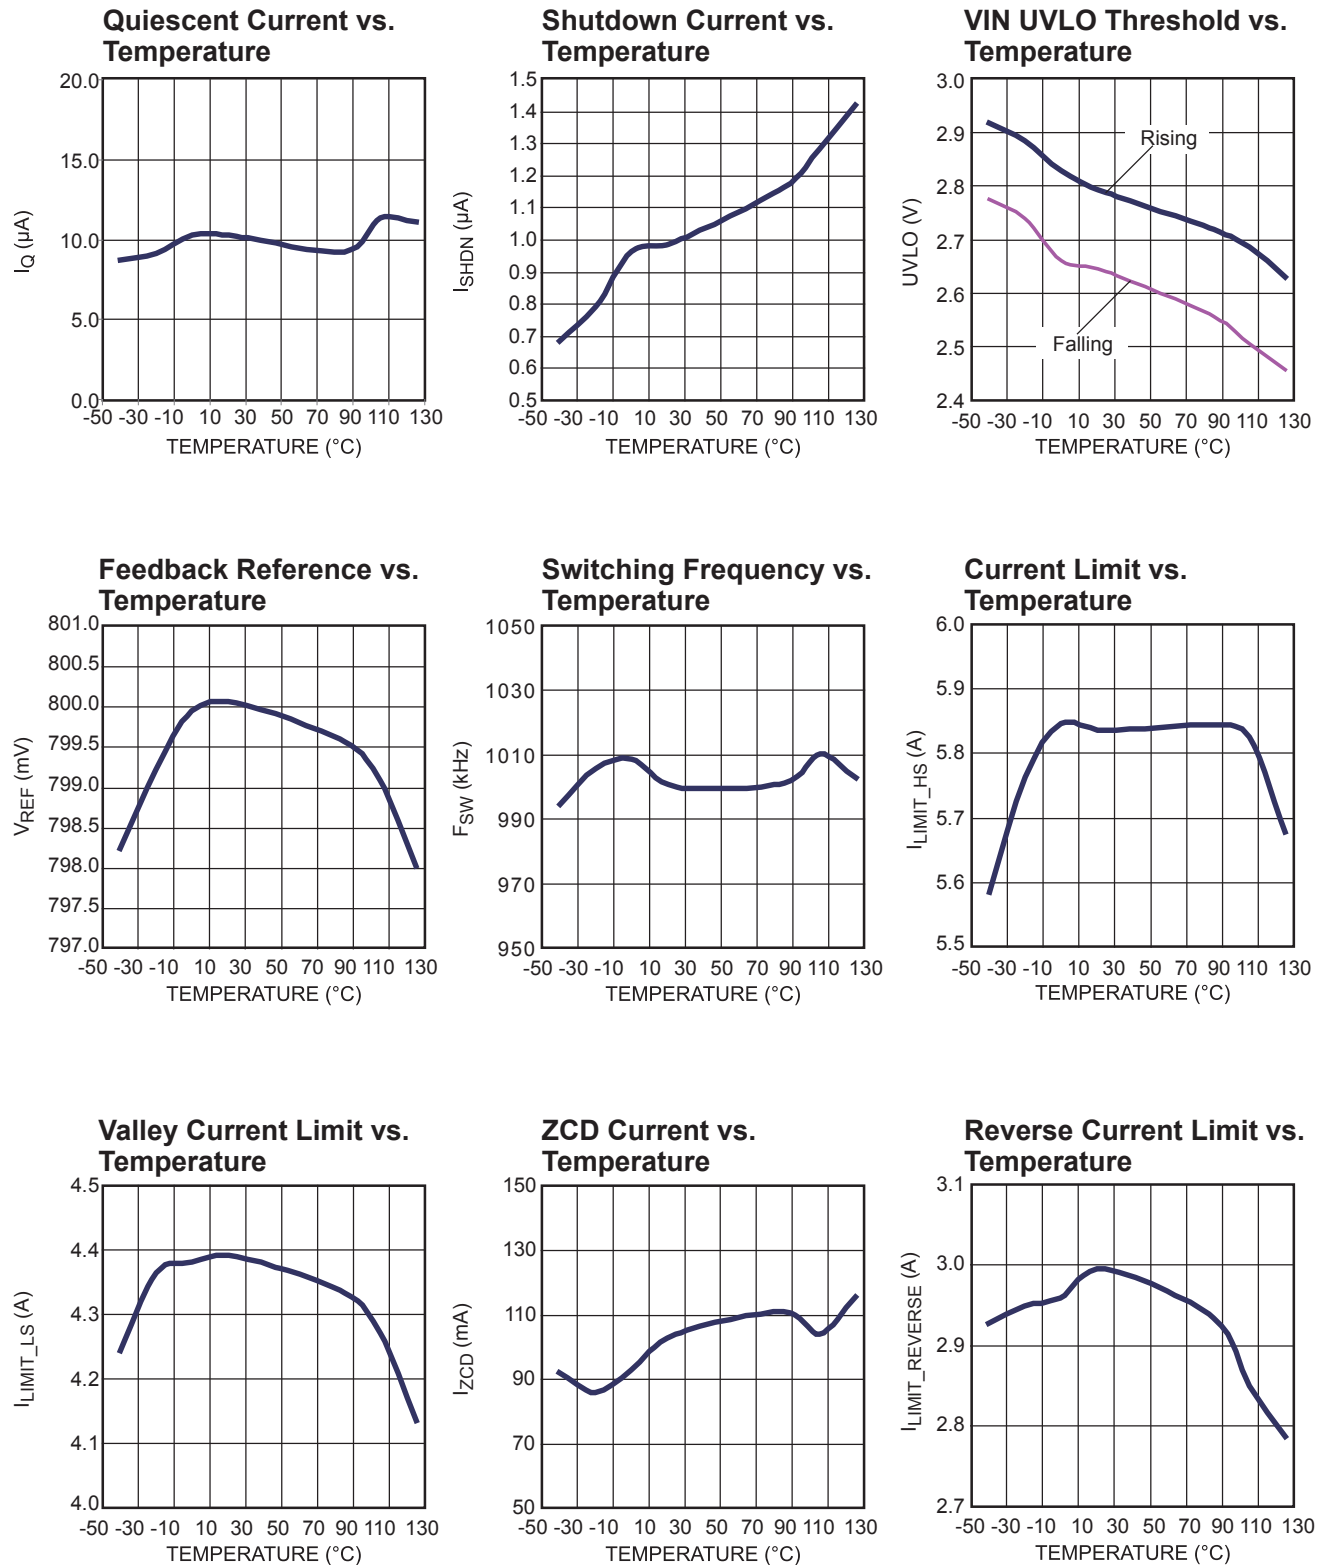 Quiescent Current vs.
Temperature
20.0
15.0
10.0
5.0
0.0
IQ (µA)
-50 -30 -10 10 30 50 70 90 110 130
TEMPERATURE (°C)
Shutdown Current vs.
Temperature
1.5
1.4
1.3
1.2
1.1
1.0
0.9
0.8
0.7
0.6
0.5
ISHDN (µA)
-50 -30 -10 10 30 50 70 90 110 130
TEMPERATURE (°C)
VIN UVLO Threshold vs.
Temperature
3.0
2.9
2.8
2.7
2.6
2.5
2.4
UVLO (V)
Rising
Falling
-50 -30 -10 10 30 50 70 90 110 130
TEMPERATURE (°C)
Feedback Reference vs.
Temperature
801.0
800.5
800.0
799.5
799.0
798.5
798.0
797.5
797.0
VREF (mV)
-50 -30 -10 10 30 50 70 90 110 130
TEMPERATURE (°C)
Switching Frequency vs.
Temperature
1050
1030
1010
990
970
950
FSW (kHz)
-50 -30 -10 10 30 50 70 90 110 130
TEMPERATURE (°C)
Current Limit vs.
Temperature
6.0
5.9
5.8
5.7
5.6
5.5
ILIMIT_HS (A)
-50 -30 -10 10 30 50 70 90 110 130
TEMPERATURE (°C)
Valley Current Limit vs.
Temperature
4.5
4.4
4.3
4.2
4.1
4.0
ILIMIT_LS (A)
-50 -30 -10 10 30 50 70 90 110 130
TEMPERATURE (°C)
ZCD Current vs.
Temperature
150
130
110
90
70
50
IZCD (mA)
-50 -30 -10 10 30 50 70 90 110 130
TEMPERATURE (°C)
Reverse Current Limit vs.
Temperature
3.1
3.0
2.9
2.8
2.7
ILIMIT_REVERSE (A)
-50 -30 -10 10 30 50 70 90 110 130
TEMPERATURE (°C)